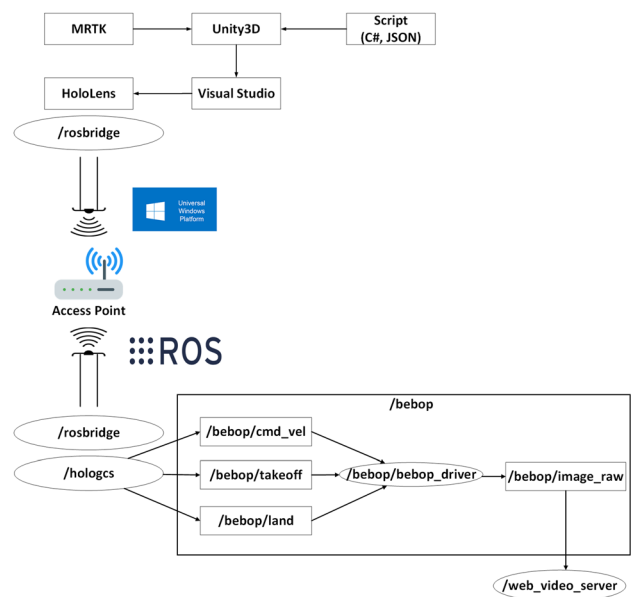 MRTK
Unity3D
Script
(C#, JSON)
HoloLens
Visual Studio
/rosbridge
Universal
Windows
Platform
Access Point
ROS
/rosbridge
/hologcs
/bebop
/bebop/cmd_vel
/bebop/takeoff
/bebop/land
/bebop/bebop_driver
/bebop/image_raw
/web_video_server